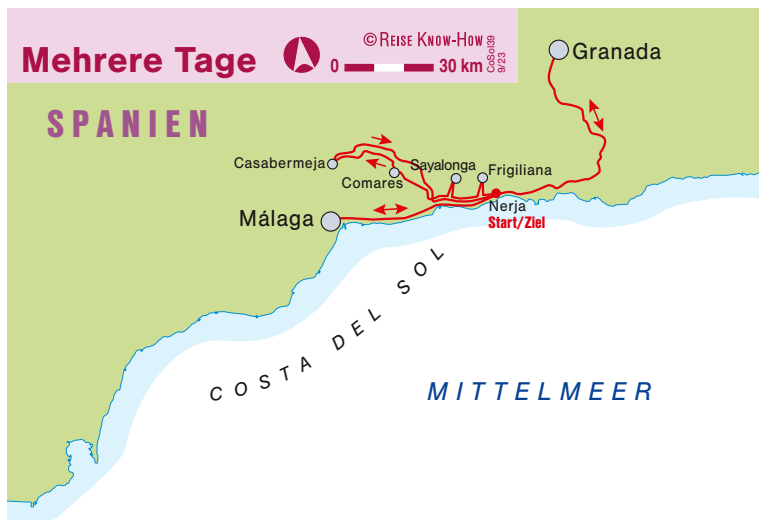 Mehrere Tage
© REISE KNOW-HOW
CoSol39
9/23
0 30 km
Granada
SPANIEN
Casabermeja
Sayalonga
Frigiliana
Comares
Nerja
Start/Ziel
Málaga
COSTA DEL SOL
MITTELMEER